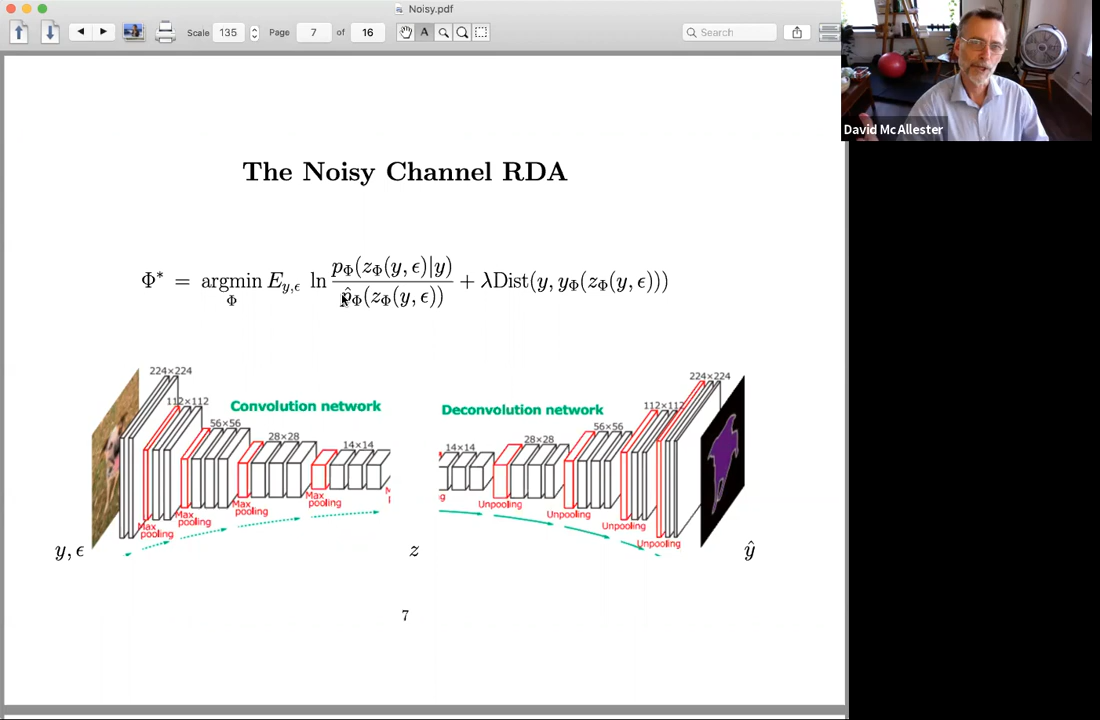 Noisy.pdf
Scale 135 Page 7 of 16 A Search
David Mc Allester
The Noisy Channel RDA
Φ* = argmin_Φ E_{y,ϵ} ln p_Φ(z_Φ(y, ϵ)|y) / p̂_Φ(z_Φ(y, ϵ)) + λDist(y, y_Φ(z_Φ(y, ϵ)))
224×224
112×112
56×56
28×28
14×14
Convolution network
Max pooling
Max pooling
Max pooling
Max pooling
M
p
y, ϵ
z
Deconvolution network
14×14
28×28
56×56
112×112
224×224
g
Unpooling
Unpooling
Unpooling
Unpooling
ŷ
7